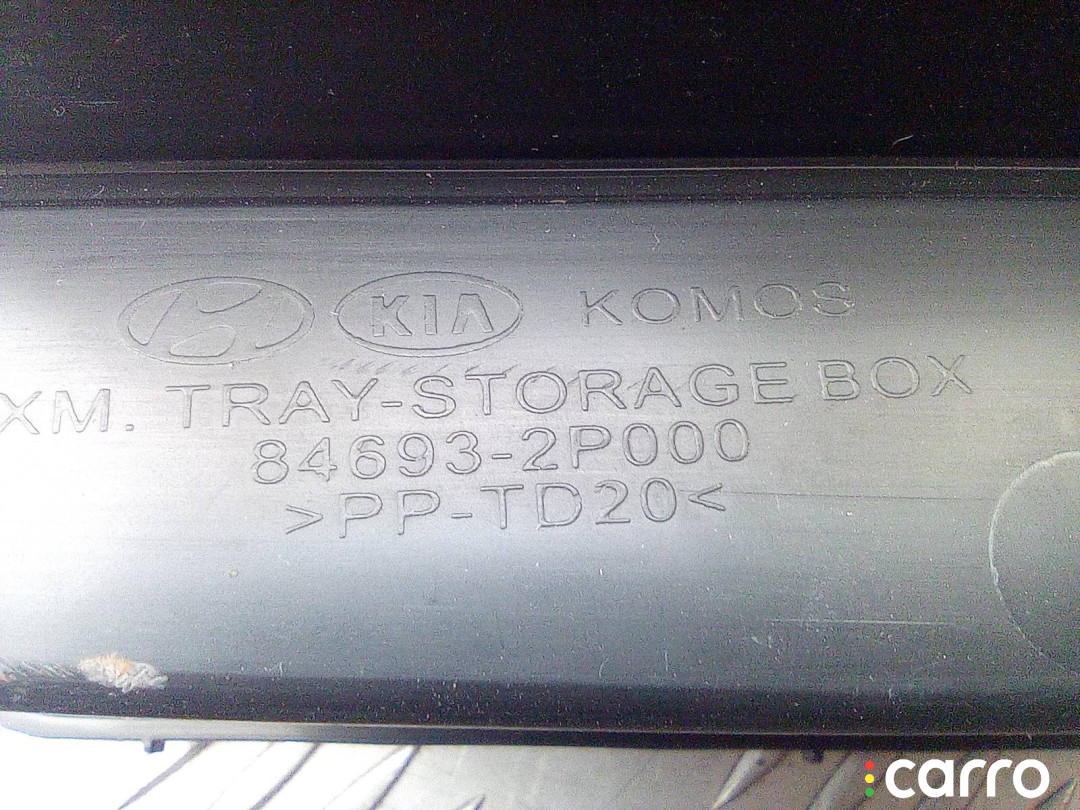 KIA KOMOS
XM. TRAY-STORAGE BOX
84693-2P000
>PP-TD20<
carro